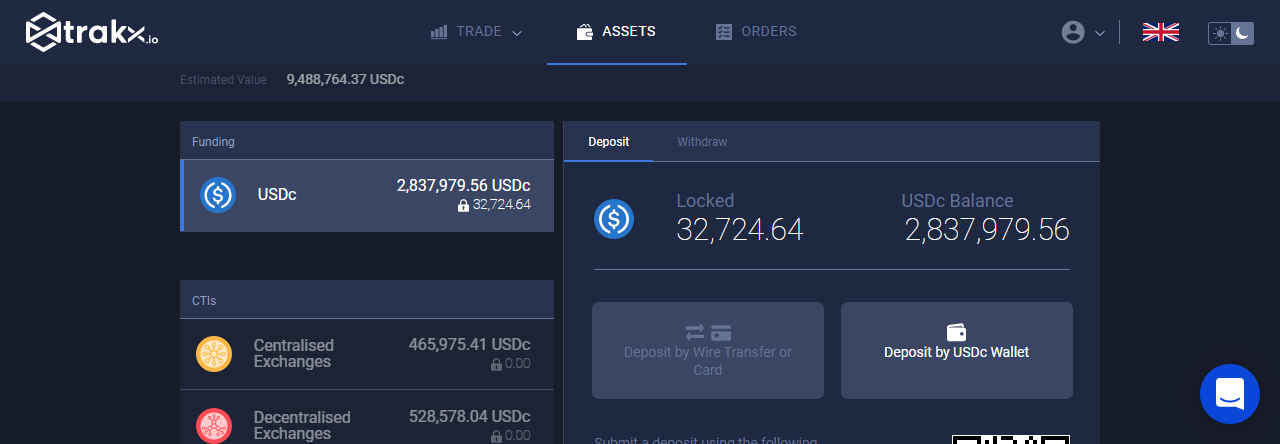 trakx.io
TRADE
ASSETS
ORDERS
Estimated Value 9,488,764.37 USDc
Funding
USDc
2,837,979.56 USDc
32,724.64
CTIs
Centralised
Exchanges
465,975.41 USDc
0.00
Decentralised
Exchanges
528,578.04 USDc
0.00
Deposit
Withdraw
Locked
32,724.64
USDc Balance
2,837,979.56
Deposit by Wire Transfer or
Card
Deposit by USDc Wallet
Submit a deposit using the following